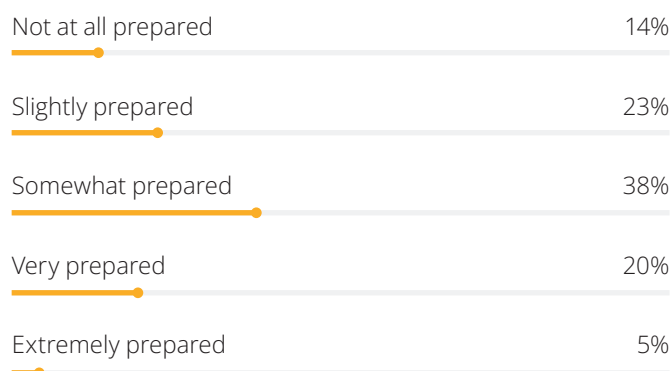 Not at all prepared 14%
Slightly prepared 23%
Somewhat prepared 38%
Very prepared 20%
Extremely prepared 5%